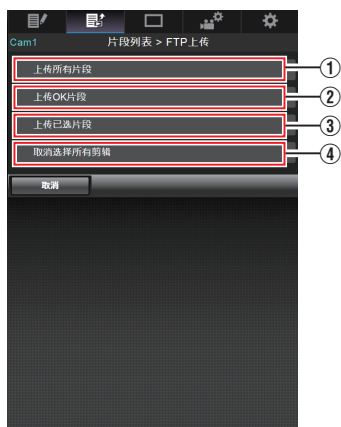 Cam1 片段列表 > FTP上传
上传所有片段 ①
上传OK片段 ②
上传已选片段 ③
取消选择所有剪辑 ④
取消